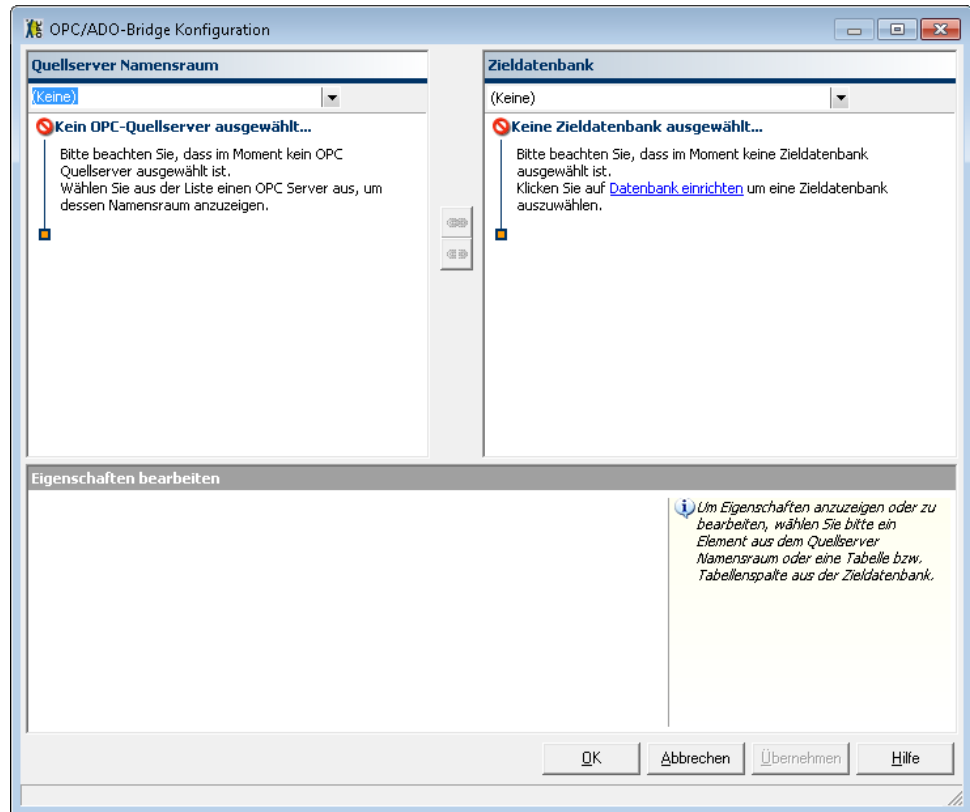 OPC/ADO-Bridge Konfiguration
Quellserver Namensraum
(Keine)
Kein OPC-Quellserver ausgewählt...
Bitte beachten Sie, dass im Moment kein OPC
Quellserver ausgewählt ist.
Wählen Sie aus der Liste einen OPC Server aus, um
dessen Namensraum anzuzeigen.
Zieldatenbank
(Keine)
Keine Zieldatenbank ausgewählt...
Bitte beachten Sie, dass im Moment keine Zieldatenbank
ausgewählt ist.
Klicken Sie auf Datenbank einrichten um eine Zieldatenbank
auszuwählen.
Eigenschaften bearbeiten
Um Eigenschaften anzuzeigen oder zu
bearbeiten, wählen Sie bitte ein
Element aus dem Quellserver
Namensraum oder eine Tabelle bzw.
Tabellenspalte aus der Zieldatenbank.
OK
Abbrechen
Übernehmen
Hilfe